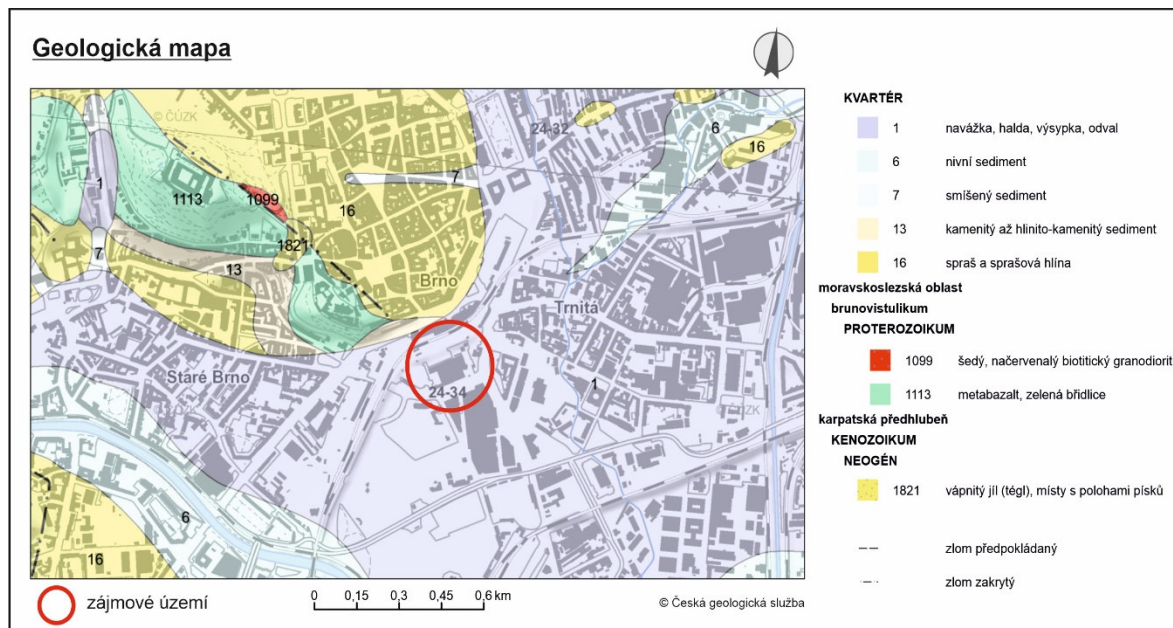 Geologická mapa
© ČÚZK
24-32
6
16
1
1113
1099
7
16
1821
7
13
Brno
Trnitá
Staré Brno
24-34
1
© ČÚZK
6
16
zájmové území
0 0,15 0,3 0,45 0,6 km
© Česká geologická služba
KVARTÉR
1 navážka, halda, výsypka, odval
6 nivní sediment
7 smíšený sediment
13 kamenitý až hlinito-kamenitý sediment
16 spraš a sprašová hlína
moravskoslezská oblast
brunovistulikum
PROTEROZOIKUM
1099 šedý, načervenalý biotitický granodiorit
1113 metabazalt, zelená břidlice
karpatská předhlubeň
KENOZOIKUM
NEOGÉN
1821 vápnitý jíl (tégl), místy s polohami písků
zlom předpokládaný
zlom zakrytý